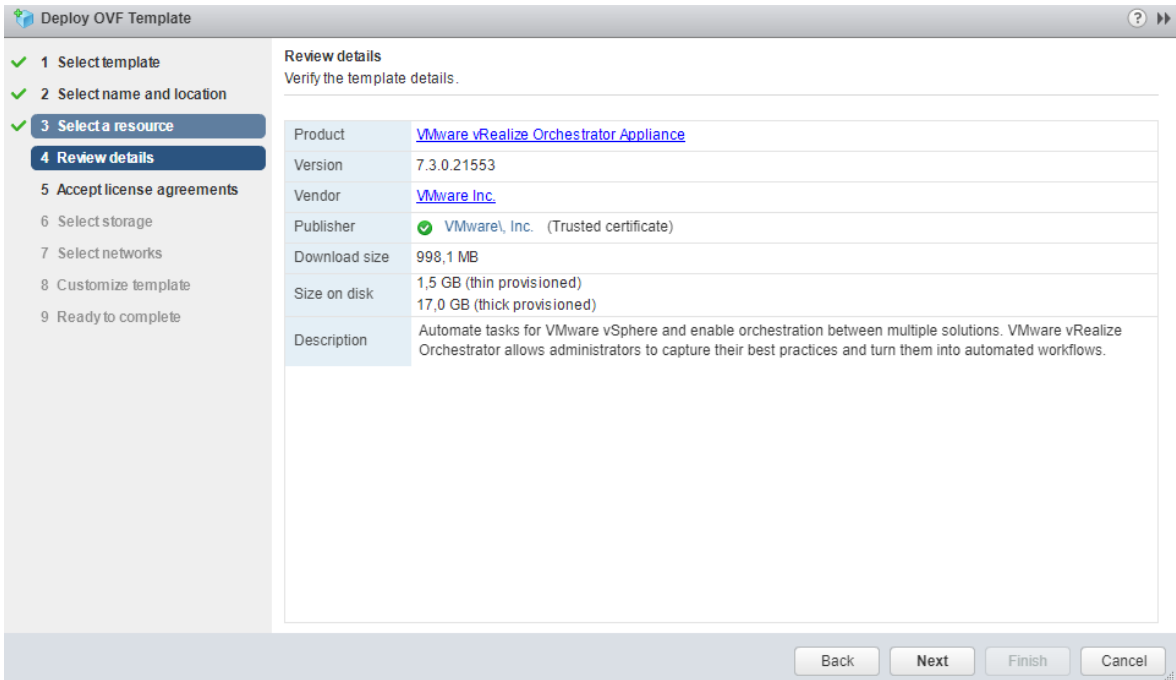 Deploy OVF Template
1 Select template
2 Select name and location
3 Select a resource
4 Review details
5 Accept license agreements
6 Select storage
7 Select networks
8 Customize template
9 Ready to complete
Review details
Verify the template details.
Product VMware vRealize Orchestrator Appliance
Version 7.3.0.21553
Vendor VMware Inc.
Publisher VMware\, Inc. (Trusted certificate)
Download size 998,1 MB
Size on disk 1,5 GB (thin provisioned)
17,0 GB (thick provisioned)
Description Automate tasks for VMware vSphere and enable orchestration between multiple solutions. VMware vRealize
Orchestrator allows administrators to capture their best practices and turn them into automated workflows.
Back Next Finish Cancel